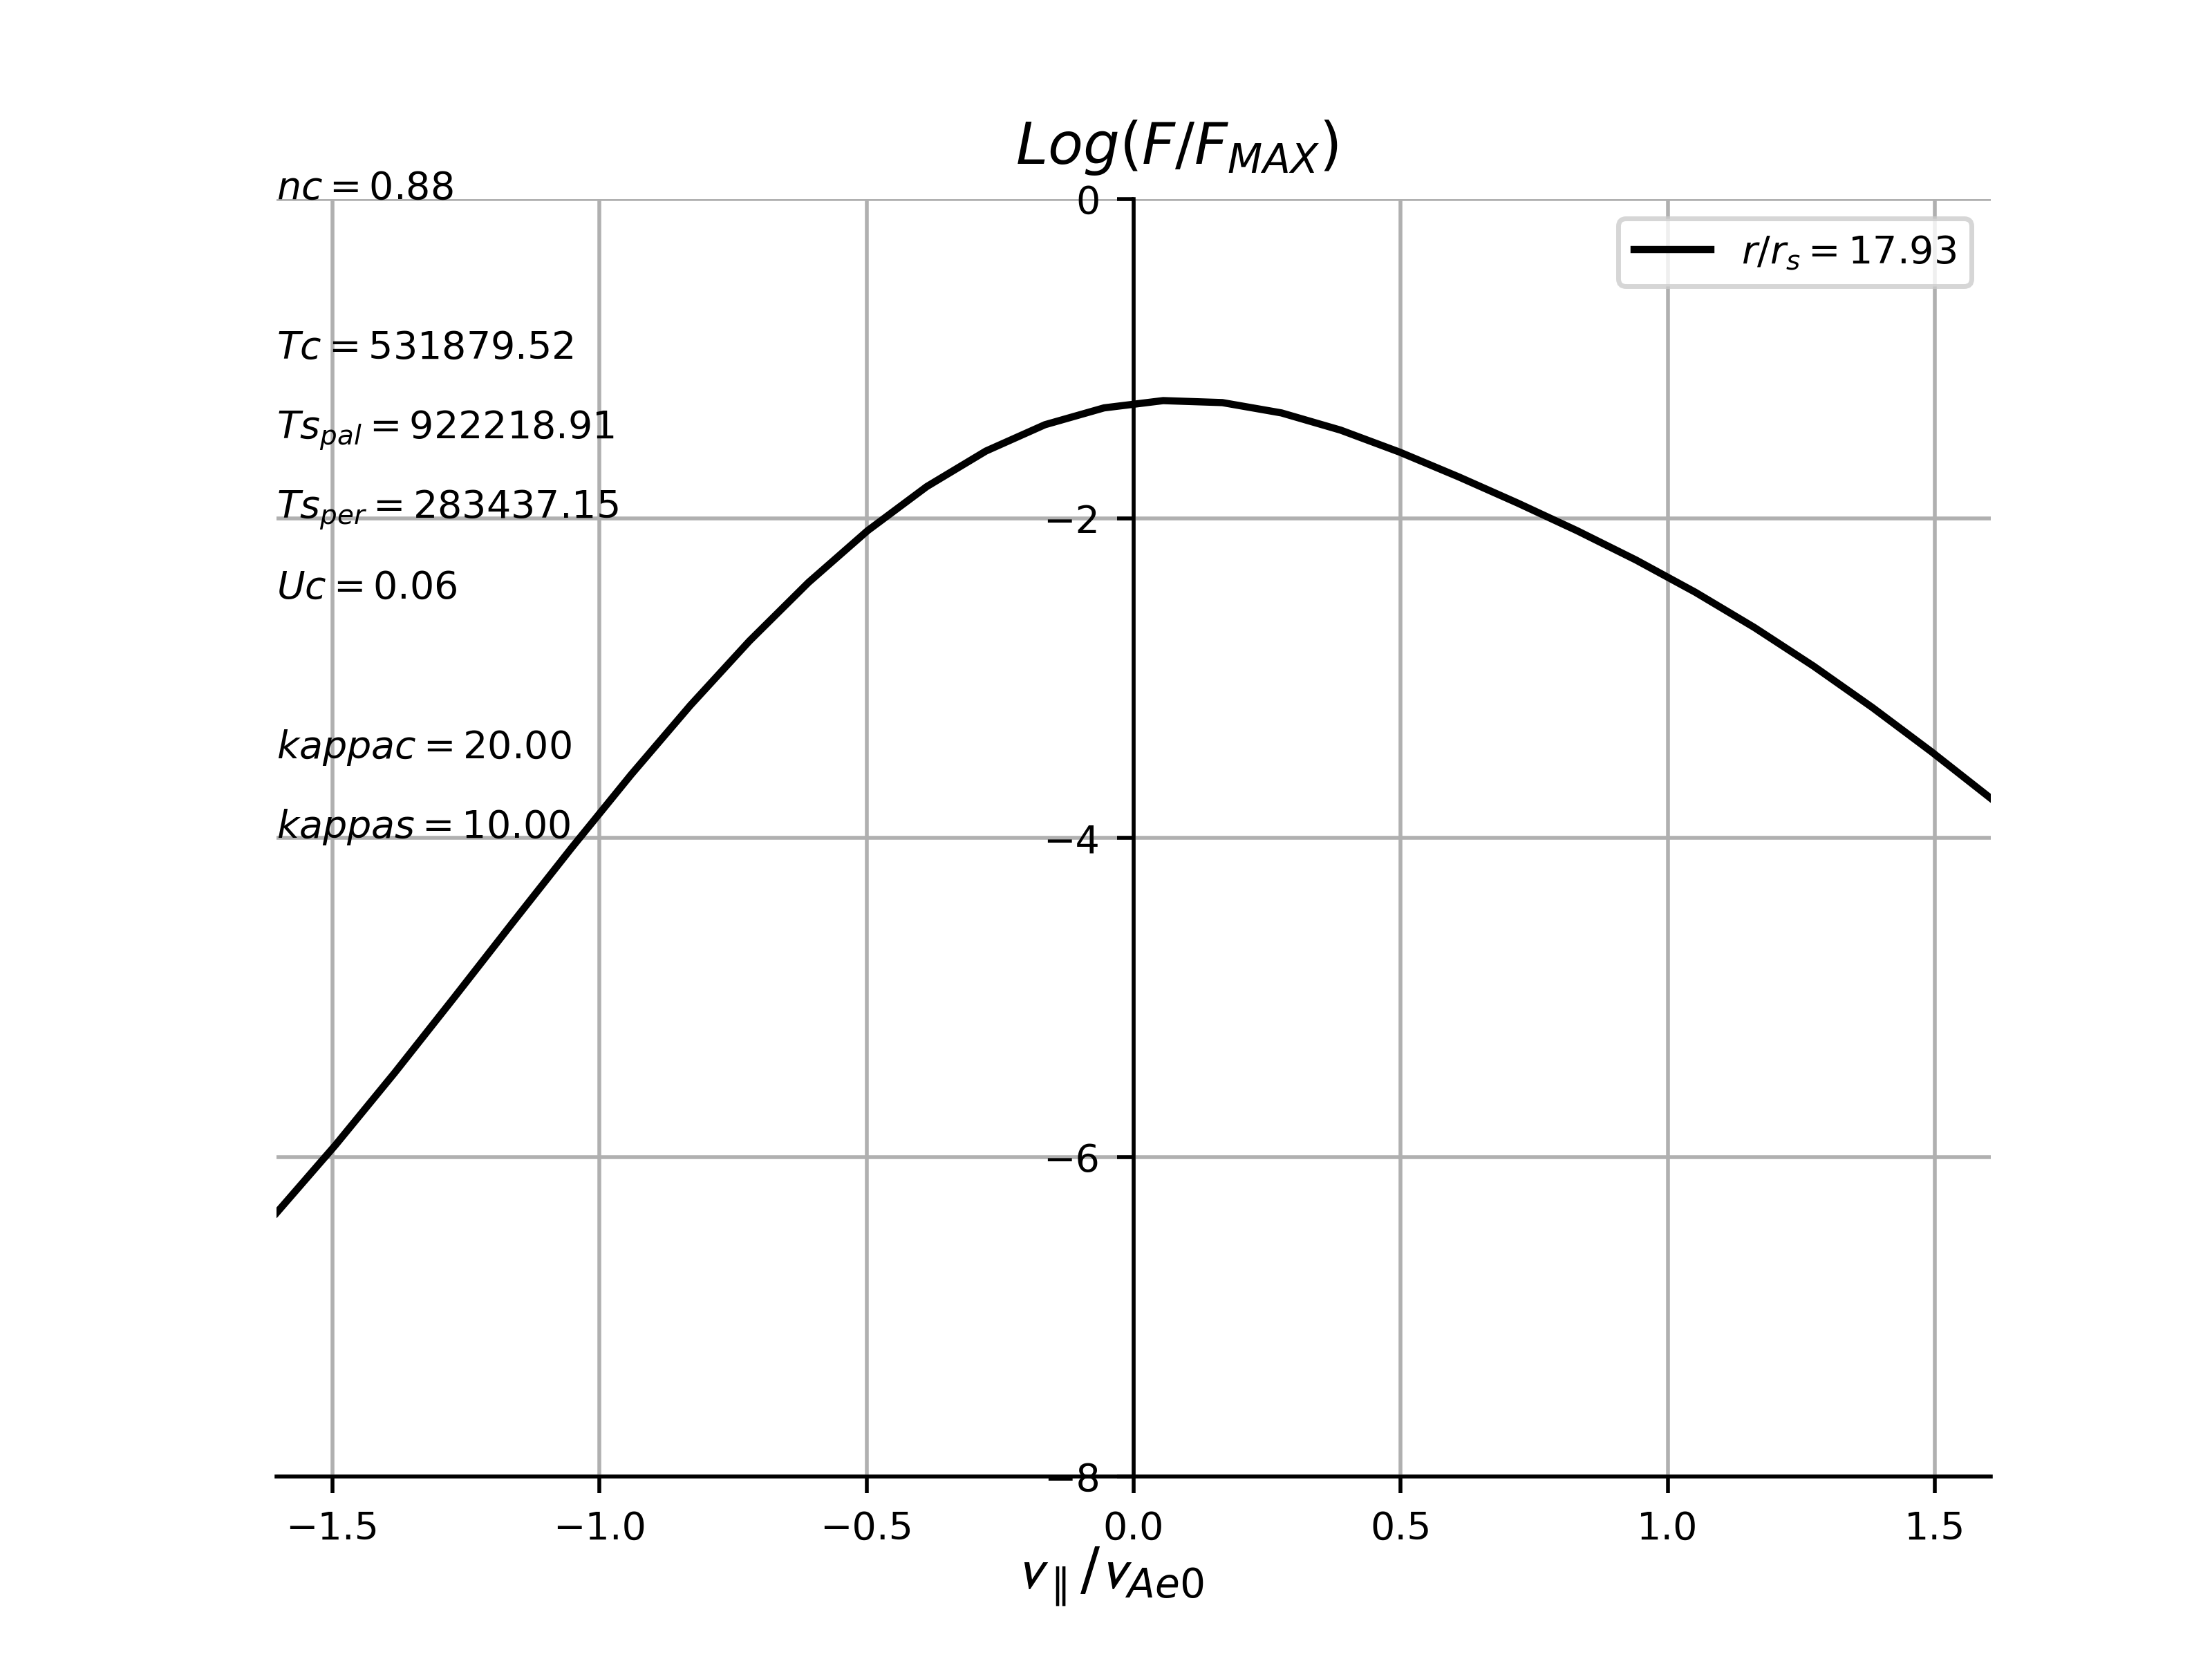 Log(F/F_MAX)
nc = 0.88
0
r/r_s = 17.93
Tc = 531879.52
Ts_pal = 922218.91
Ts_per = 283437.15
−2
Uc = 0.06
kappac = 20.00
kappas = 10.00
−4
−6
−8
−1.5 −1.0 −0.5 0.0 0.5 1.0 1.5
v_∥/v_Ae0